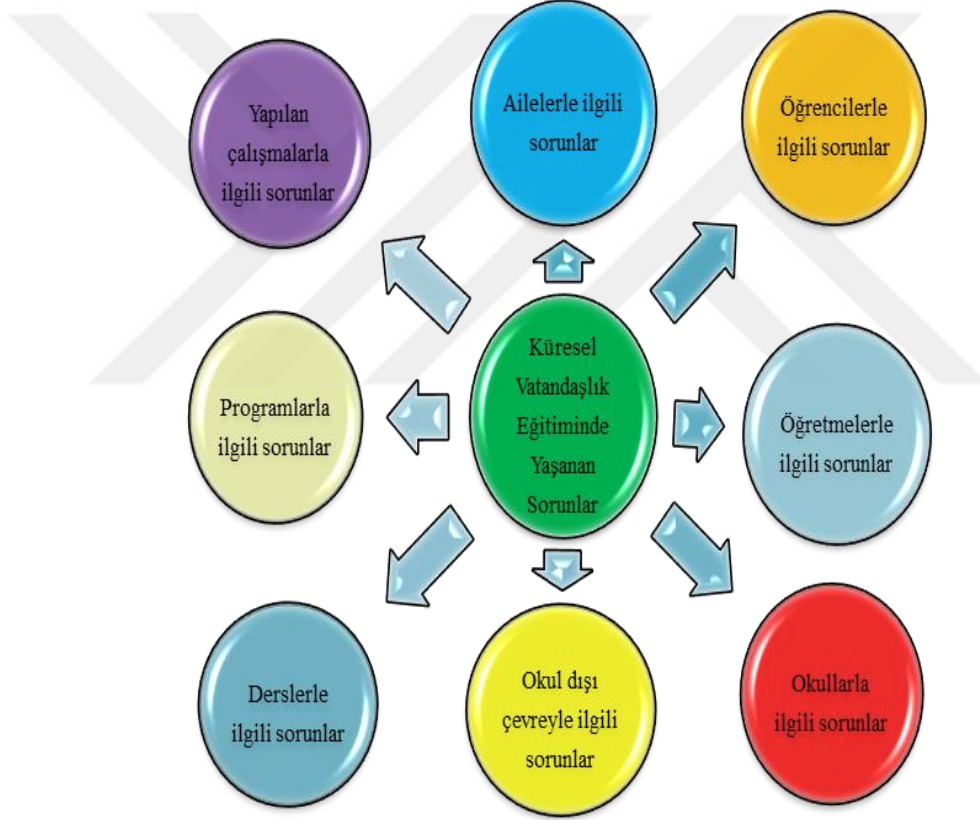 Yapılan
çalışmalarla
ilgili sorunlar
Ailelerle ilgili
sorunlar
Öğrencilerle
ilgili sorunlar
Programlarla
ilgili sorunlar
Küresel
Vatandaşlık
Eğitiminde
Yaşanan
Sorunlar
Öğretmelerle
ilgili sorunlar
Derslerle
ilgili sorunlar
Okul dışı
çevreyle ilgili
sorunlar
Okullarla
ilgili sorunlar